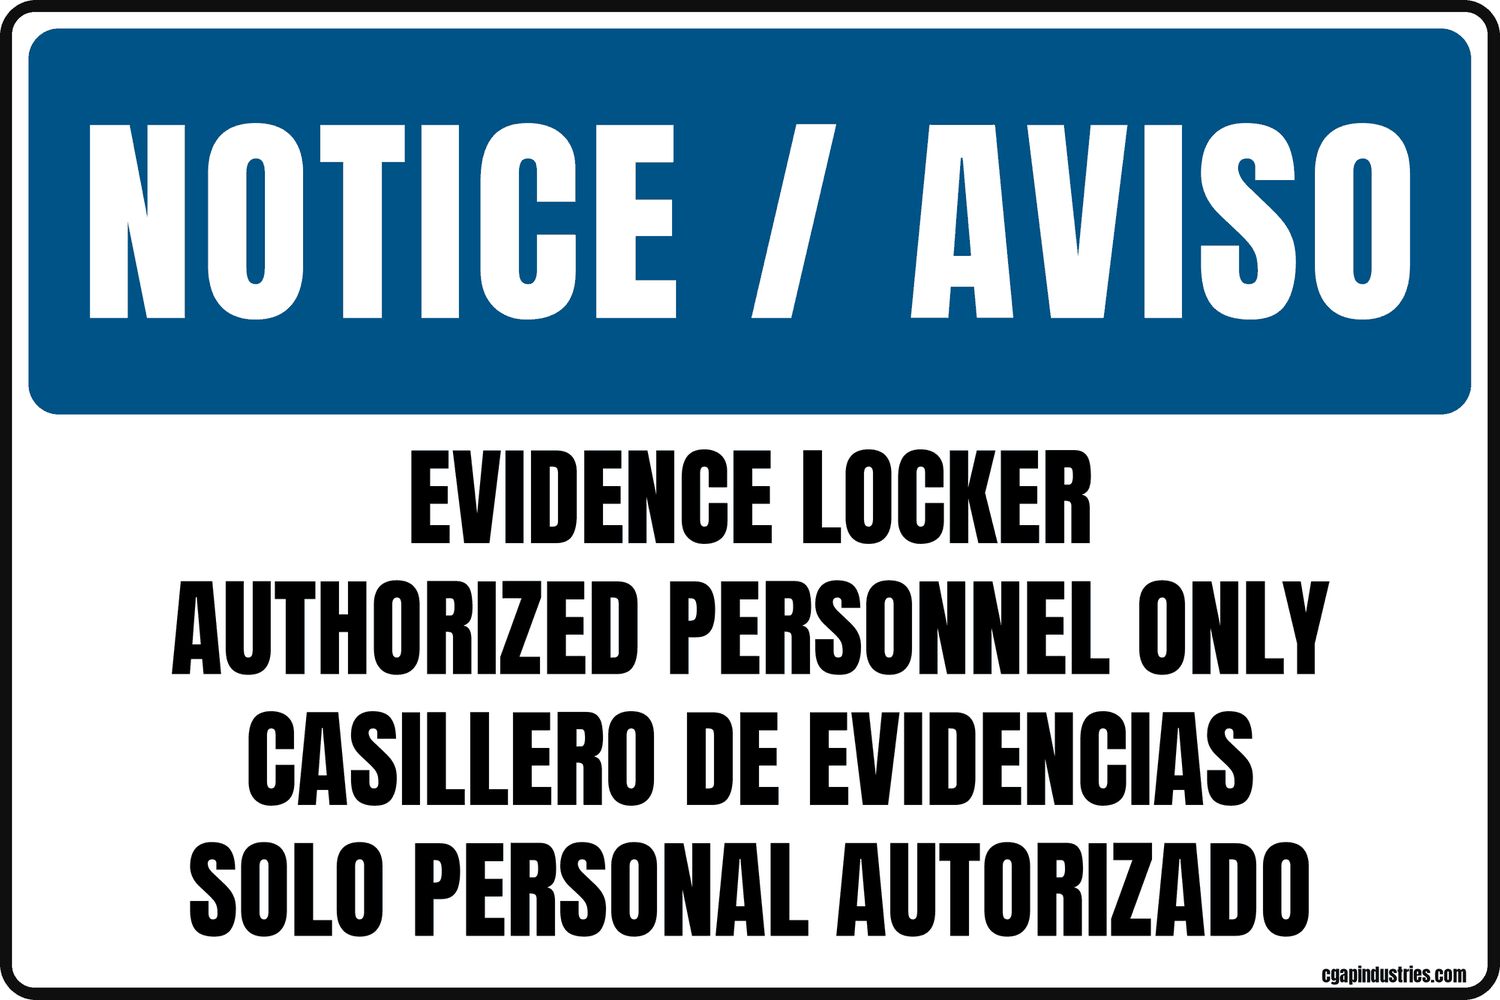 NOTICE / AVISO
EVIDENCE LOCKER
AUTHORIZED PERSONNEL ONLY
CASILLERO DE EVIDENCIAS
SOLO PERSONAL AUTORIZADO
cgapindustries.com